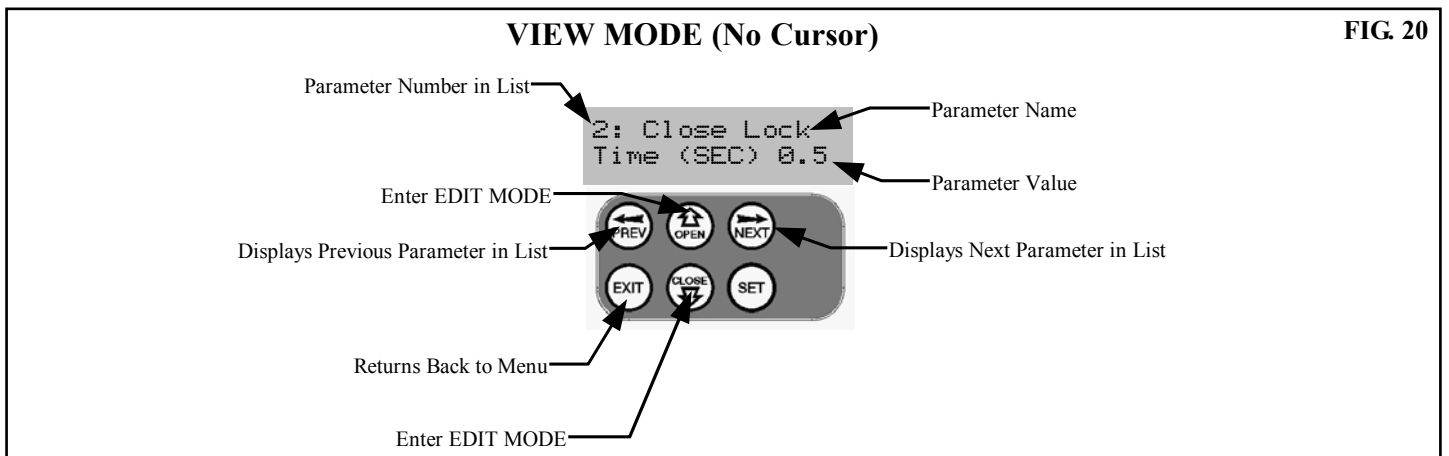 VIEW MODE (No Cursor)
FIG. 20
Parameter Number in List
Parameter Name
2: Close Lock
Time (SEC) 0.5
Parameter Value
Enter EDIT MODE
PREV
OPEN
NEXT
Displays Previous Parameter in List
Displays Next Parameter in List
EXIT
CLOSE
SET
Returns Back to Menu
Enter EDIT MODE